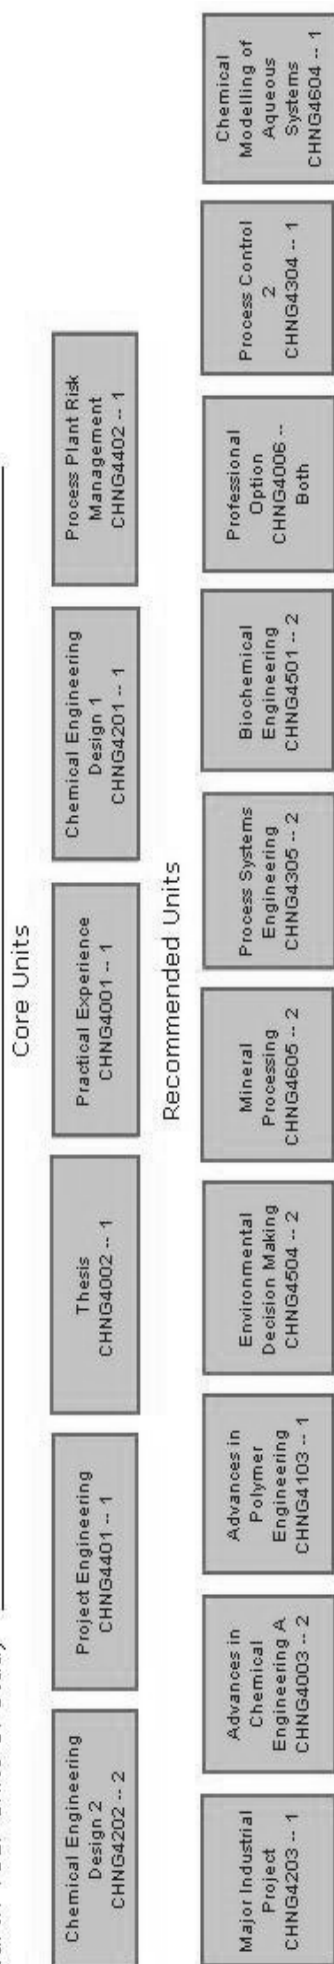 Units of Study
Core Units
Chemical Engineering
Design 2
CHNG4202 -- 2
Project Engineering
CHNG4401 -- 1
Thesis
CHNG4002 -- 1
Practical Experience
CHNG4001 -- 1
Chemical Engineering
Design 1
CHNG4201 -- 1
Process Plant Risk
Management
CHNG4402 -- 1
Recommended Units
Major Industrial
Project
CHNG4203 -- 1
Advances in
Chemical
Engineering A
CHNG4003 -- 2
Advances in
Polymer
Engineering
CHNG4103 -- 1
Environmental
Decision Making
CHNG4504 -- 2
Mineral
Processing
CHNG4605 -- 2
Process Systems
Engineering
CHNG4305 -- 2
Biochemical
Engineering
CHNG4501 -- 2
Professional
Option
CHNG4006 --
Both
Process Control
2
CHNG4304 -- 1
Chemical
Modelling of
Aqueous
Systems
CHNG4604 -- 1